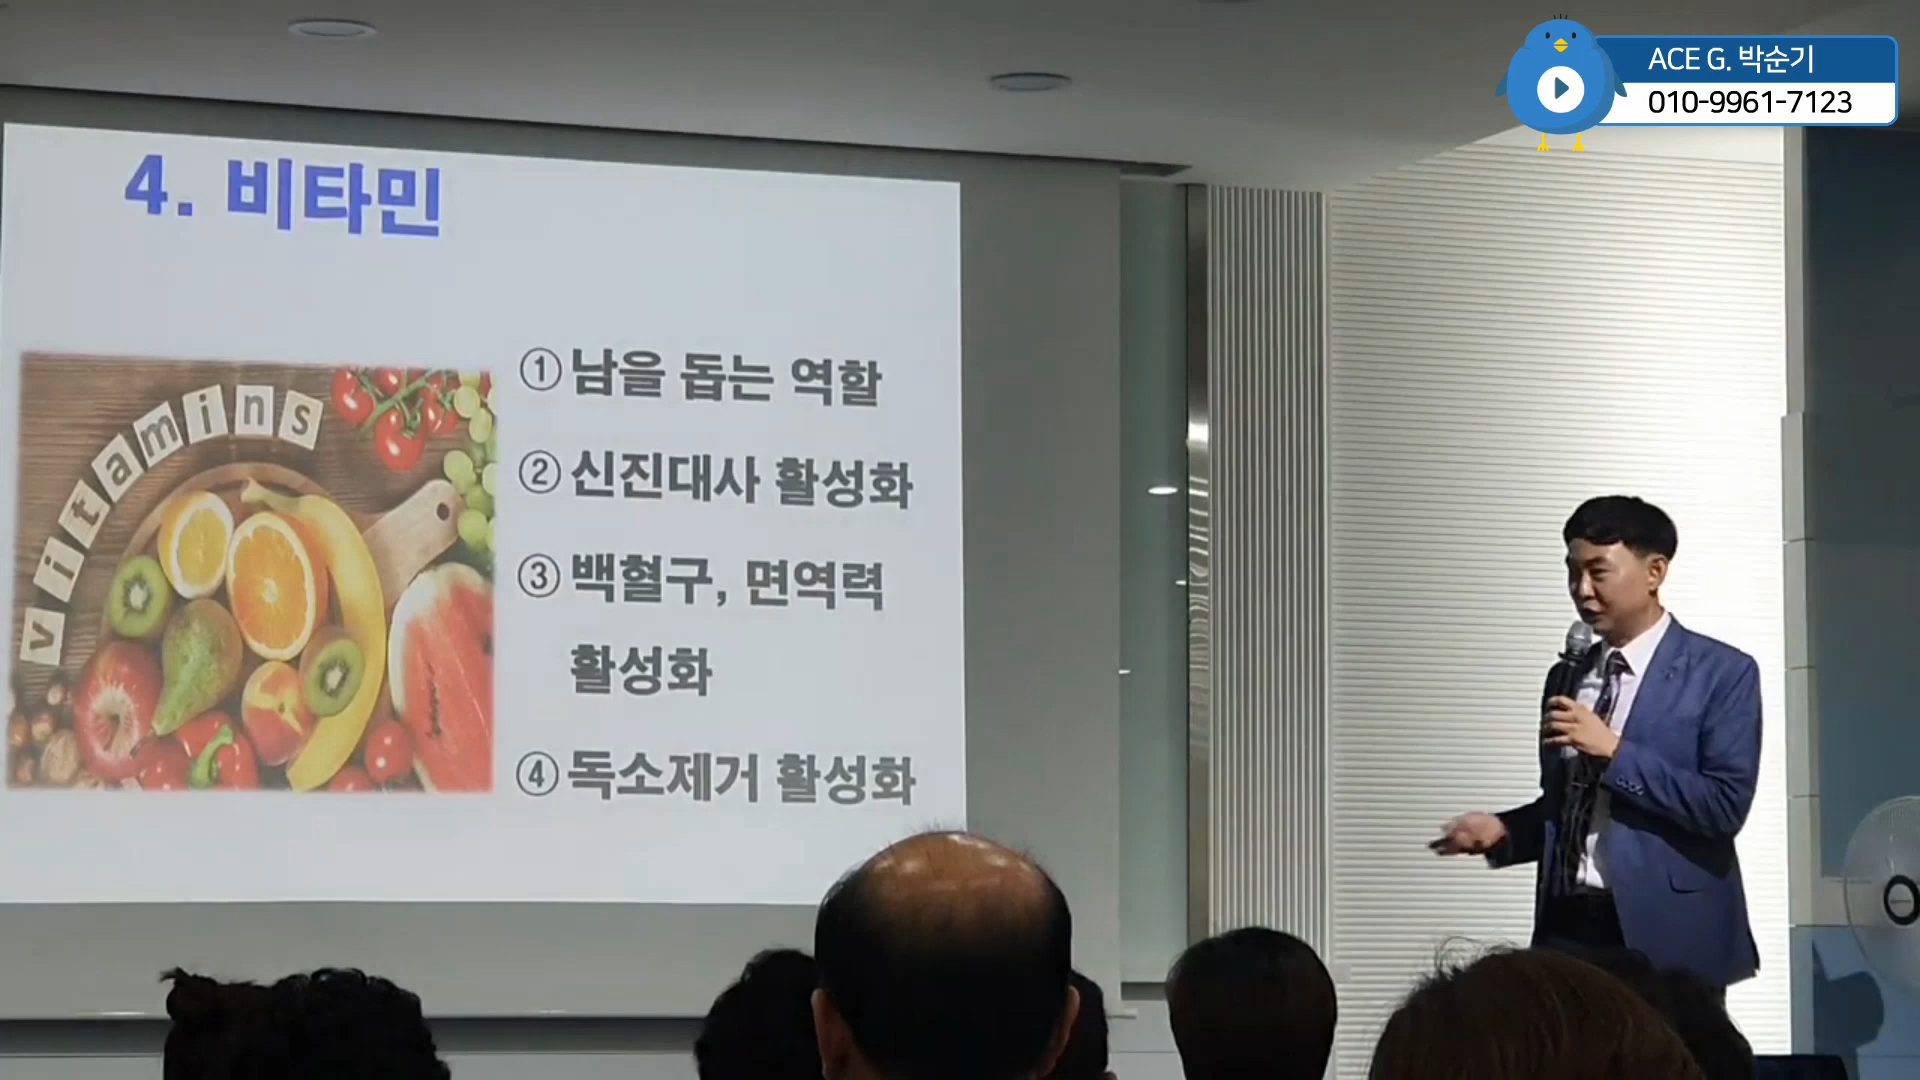 ACE G. 박순기
010-9961-7123
4. 비타민
vitamins
① 남을 돕는 역할
② 신진대사 활성화
③ 백혈구, 면역력
활성화
④ 독소제거 활성화